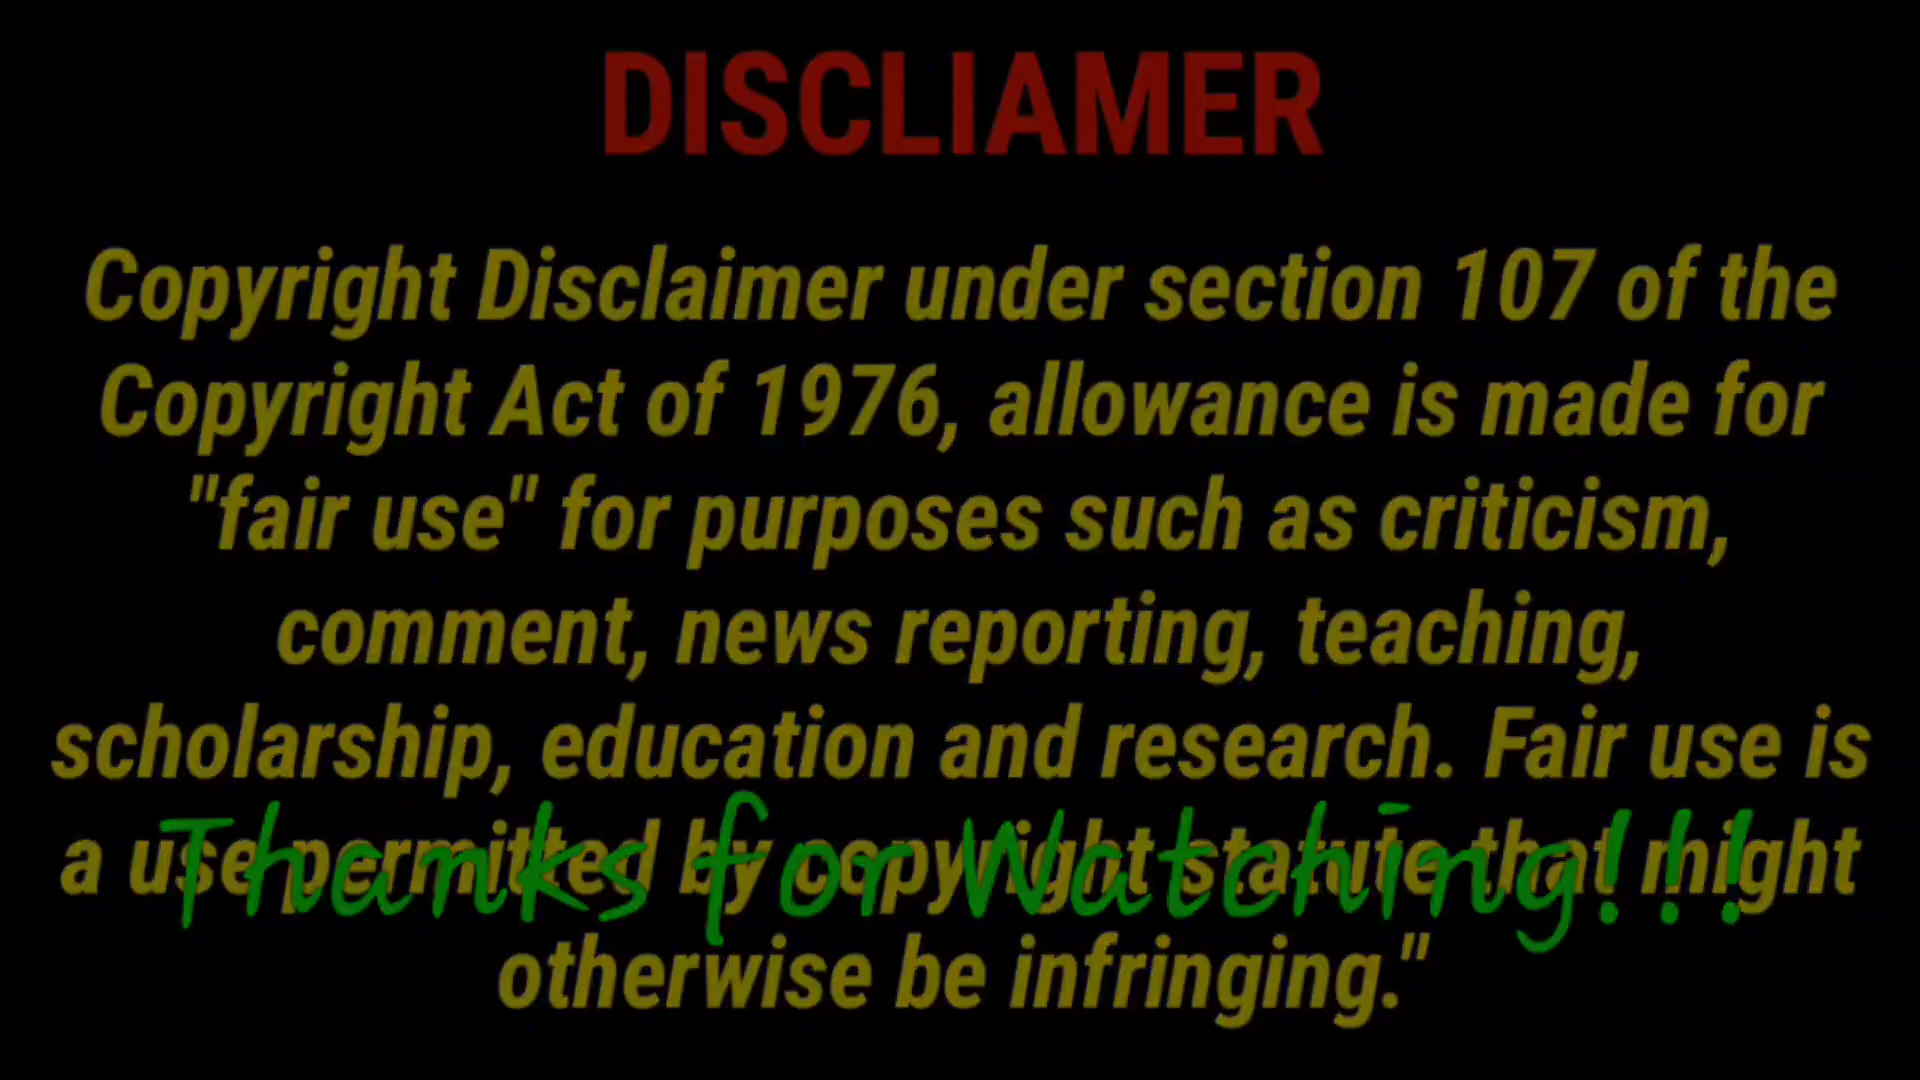 DISCLIAMER
Copyright Disclaimer under section 107 of the
Copyright Act of 1976, allowance is made for
"fair use" for purposes such as criticism,
comment, news reporting, teaching,
scholarship, education and research. Fair use is
a use permitted by copyright statute that might
Thanks for Watching!!!
otherwise be infringing."